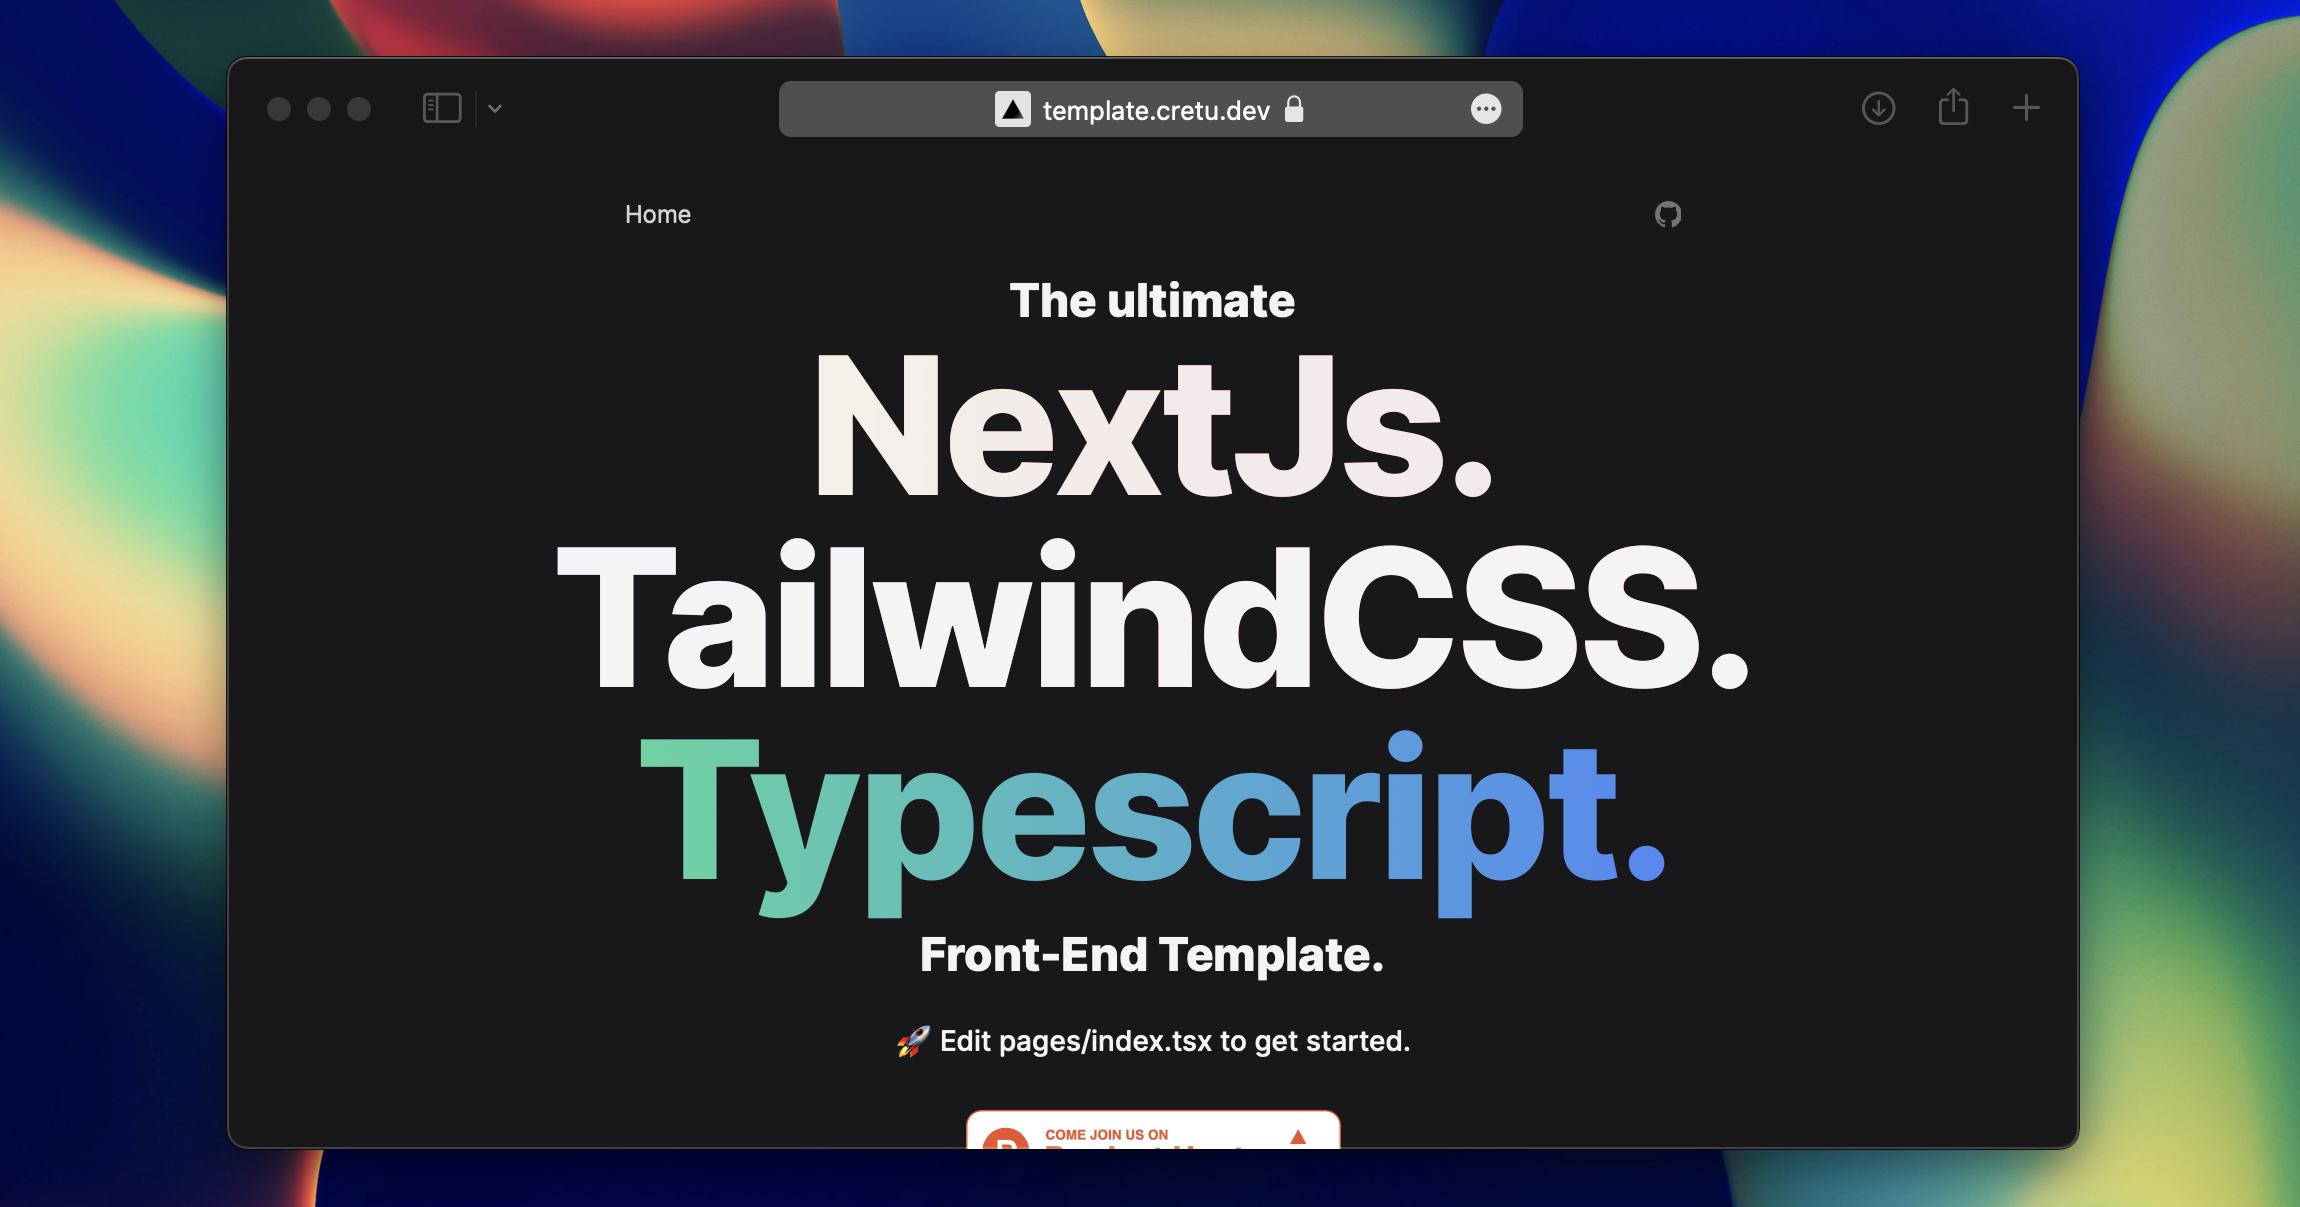 template.cretu.dev
Home
The ultimate
NextJs.
TailwindCSS.
Typescript.
Front-End Template.
🚀 Edit pages/index.tsx to get started.
COME JOIN US ON